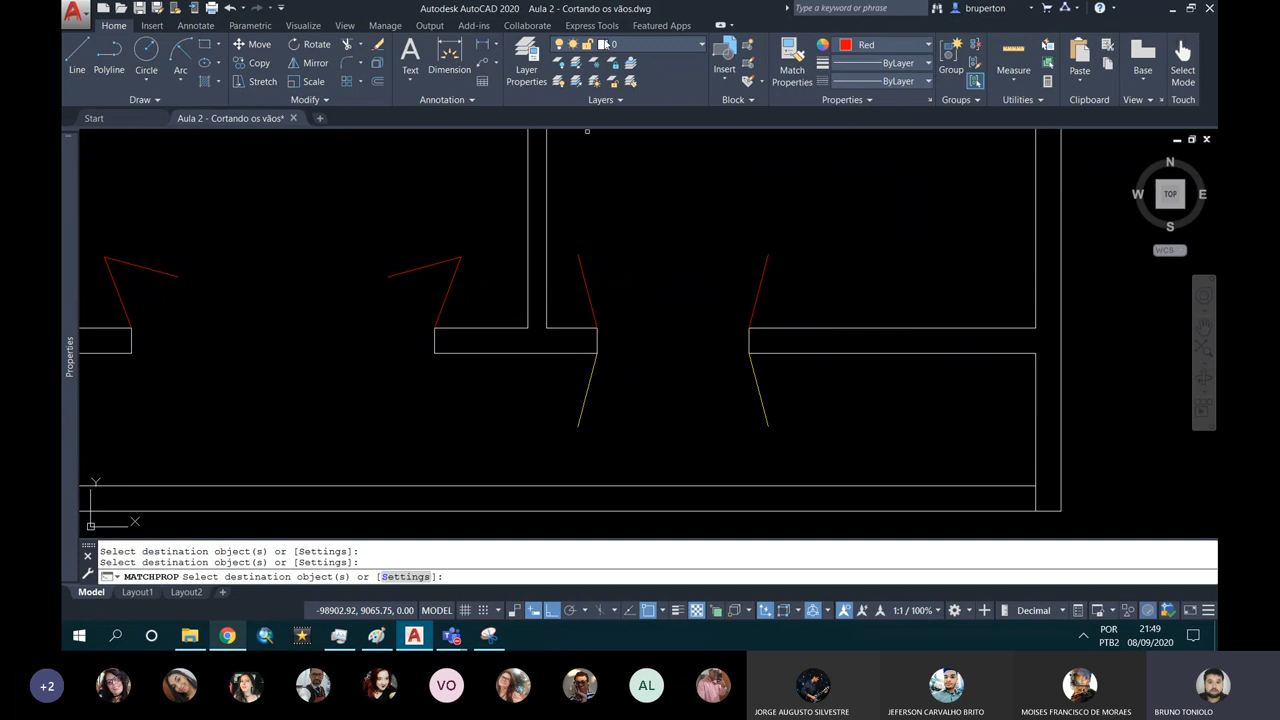 Autodesk AutoCAD 2020 Aula 2 - Cortando os vãos.dwg
Type a keyword or phrase
bruperton
Home Insert Annotate Parametric Visualize View Manage Output Add-ins Collaborate Express Tools Featured Apps
Line Polyline Circle Arc
Move Rotate
Copy Mirror
Stretch Scale
Text Dimension
Layer Properties
0
Insert
Match Properties
Red
ByLayer
ByLayer
Group
Measure
Paste
Base
Select Mode
Draw Modify Annotation Layers Block Properties Groups Utilities Clipboard View Touch
Start Aula 2 - Cortando os vãos*
N
W TOP E
S
WCS
Properties
Y
X
Select destination object(s) or [Settings]:
Select destination object(s) or [Settings]:
MATCHPROP Select destination object(s) or [Settings]:
Model Layout1 Layout2
-98902.92, 9065.75, 0.00 MODEL 1:1 / 100% Decimal
POR 21:49
PTB2 08/09/2020
+2 VO AL
JORGE AUGUSTO SILVESTRE JEFERSON CARVALHO BRITO MOISES FRANCISCO DE MORAES BRUNO TONIOLO